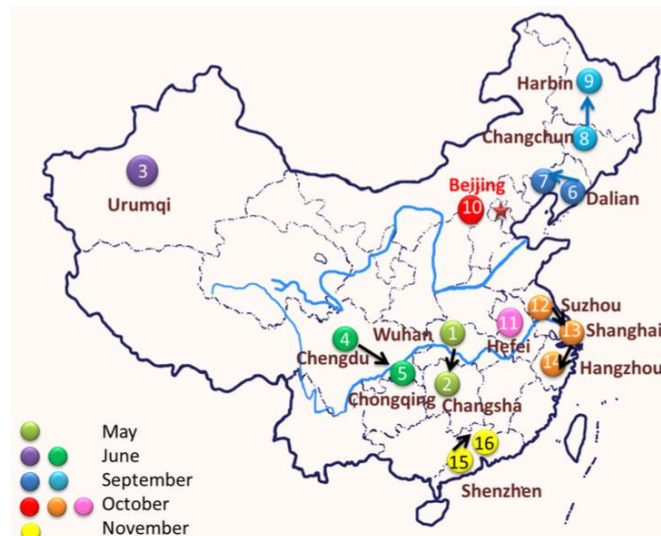 9
Harbin
Changchun 8
3
Urumqi
Beijing
10
7 6
Dalian
12 Suzhou
11 13 Shanghai
Wuhan 1
Hefei
4
Chengdu
14 Hangzhou
5 2
Chongqing Changsha
16
15
Shenzhen
May
June
September
October
November